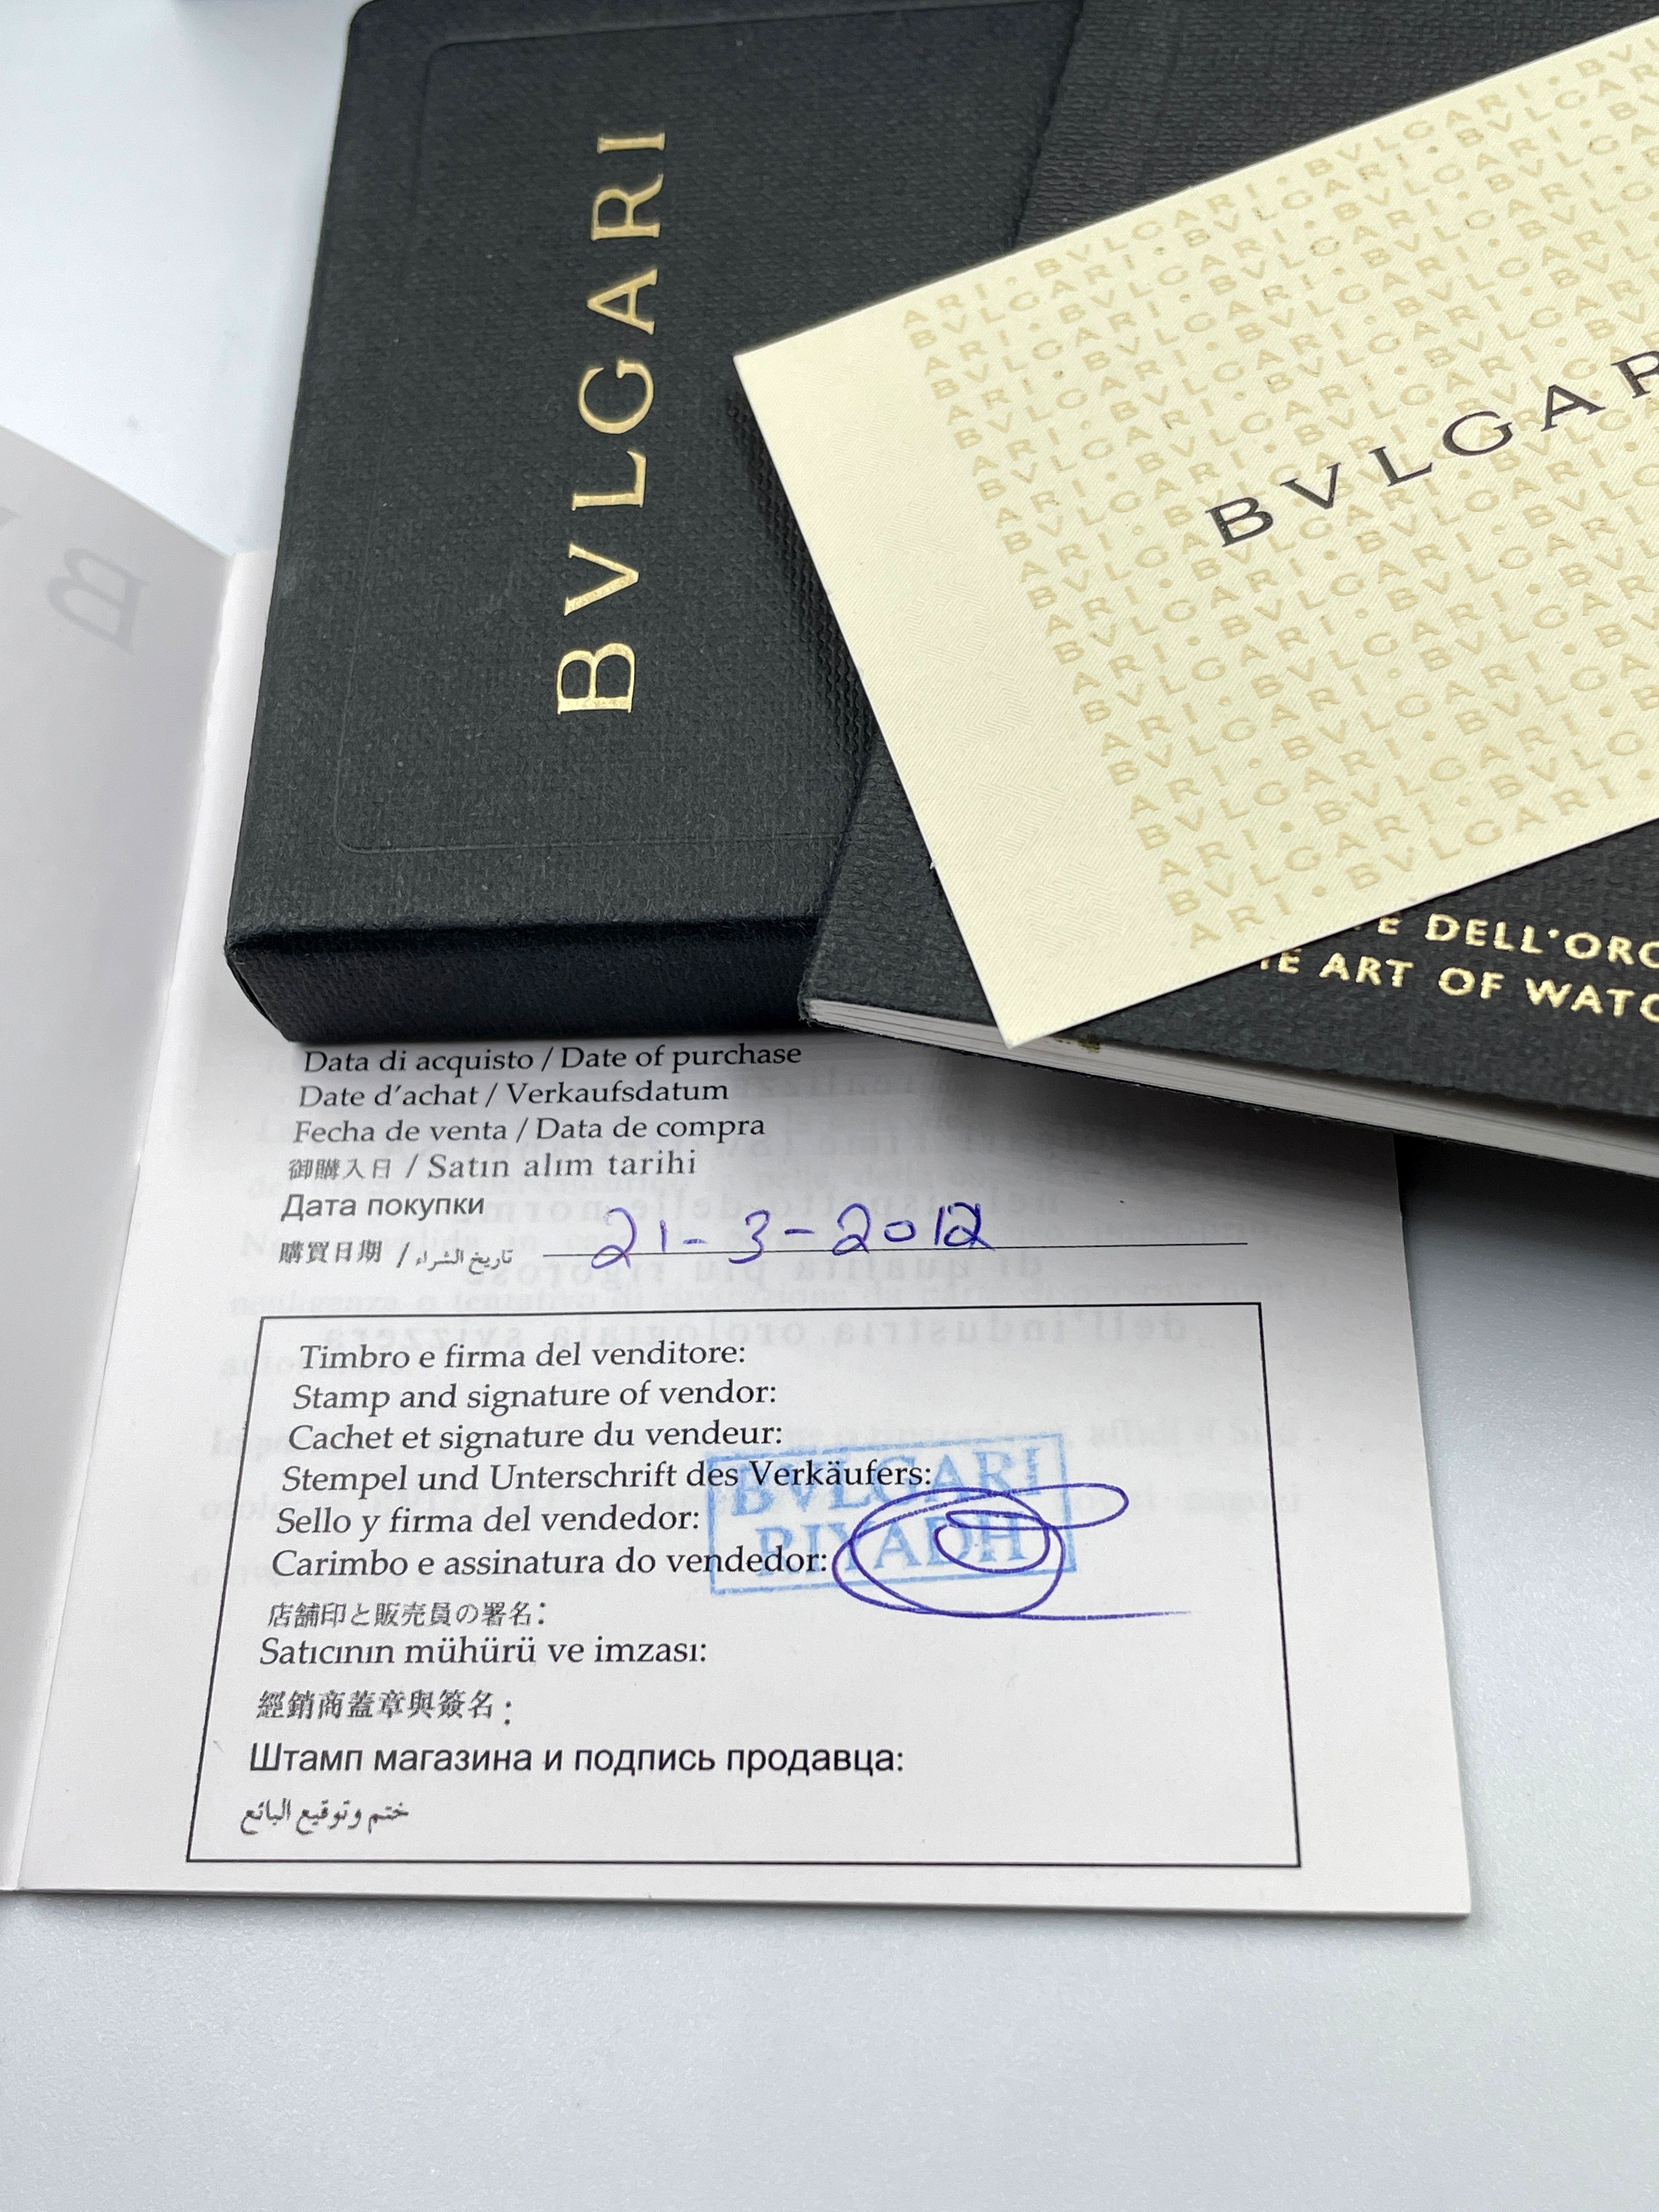 BVLGARI
BVLGAR
DELL'ORO
ART OF WATC
Data di acquisto / Date of purchase
Date d'achat / Verkaufsdatum
Fecha de venta / Data de compra
御購入日 / Satın alım tarihi
Дата покупки
購買日期 / تاريخ الشراء 21-3-2012
Timbro e firma del venditore:
Stamp and signature of vendor:
Cachet et signature du vendeur:
Stempel und Unterschrift des Verkäufers:
Sello y firma del vendedor:
Carimbo e assinatura do vendedor:
BVLGARI
RIYADH
店舗印と販売員の署名:
Satıcının mühürü ve imzası:
經銷商蓋章與簽名:
Штамп магазина и подпись продавца:
ختم وتوقيع البائع